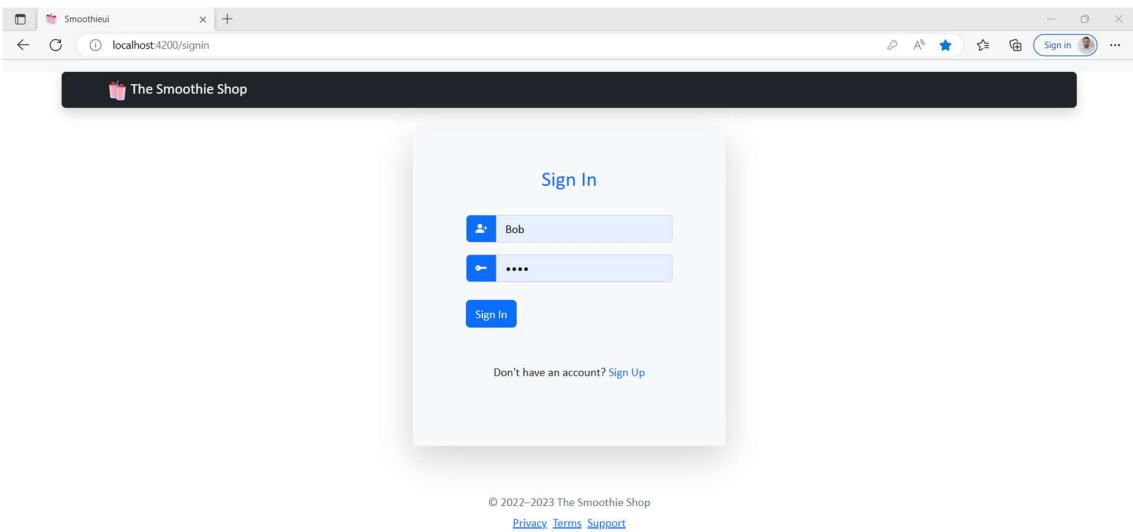 Smoothieui
localhost:4200/signin
Sign in
The Smoothie Shop
Sign In
Bob
••••
Sign In
Don't have an account? Sign Up
© 2022–2023 The Smoothie Shop
Privacy Terms Support